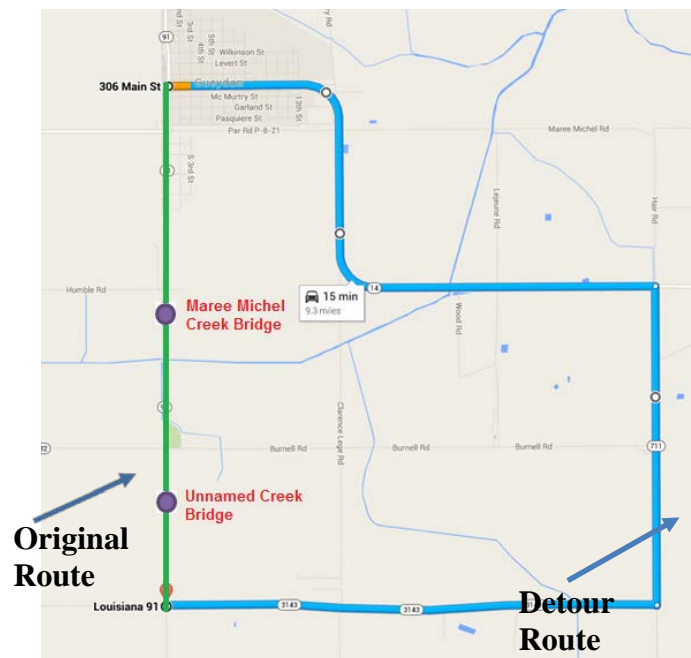 91
3rd St
4th St
Wilkinson St
Levert St
306 Main St
Gueydan
Mc Murtry St
Garland St
13th St
Pasquiere St
Par Rd P-8-21
Maree Michel Rd
S 3rd St
Lejeune Rd
Hair Rd
Humble Rd
15 min
9.3 miles
14
Maree Michel
Creek Bridge
Wood Rd
Clarence Lege Rd
Burnell Rd
Burnell Rd
Burnell Rd
711
Unnamed Creek
Bridge
Original
Route
Louisiana 91
3143
3143
Detour
Route